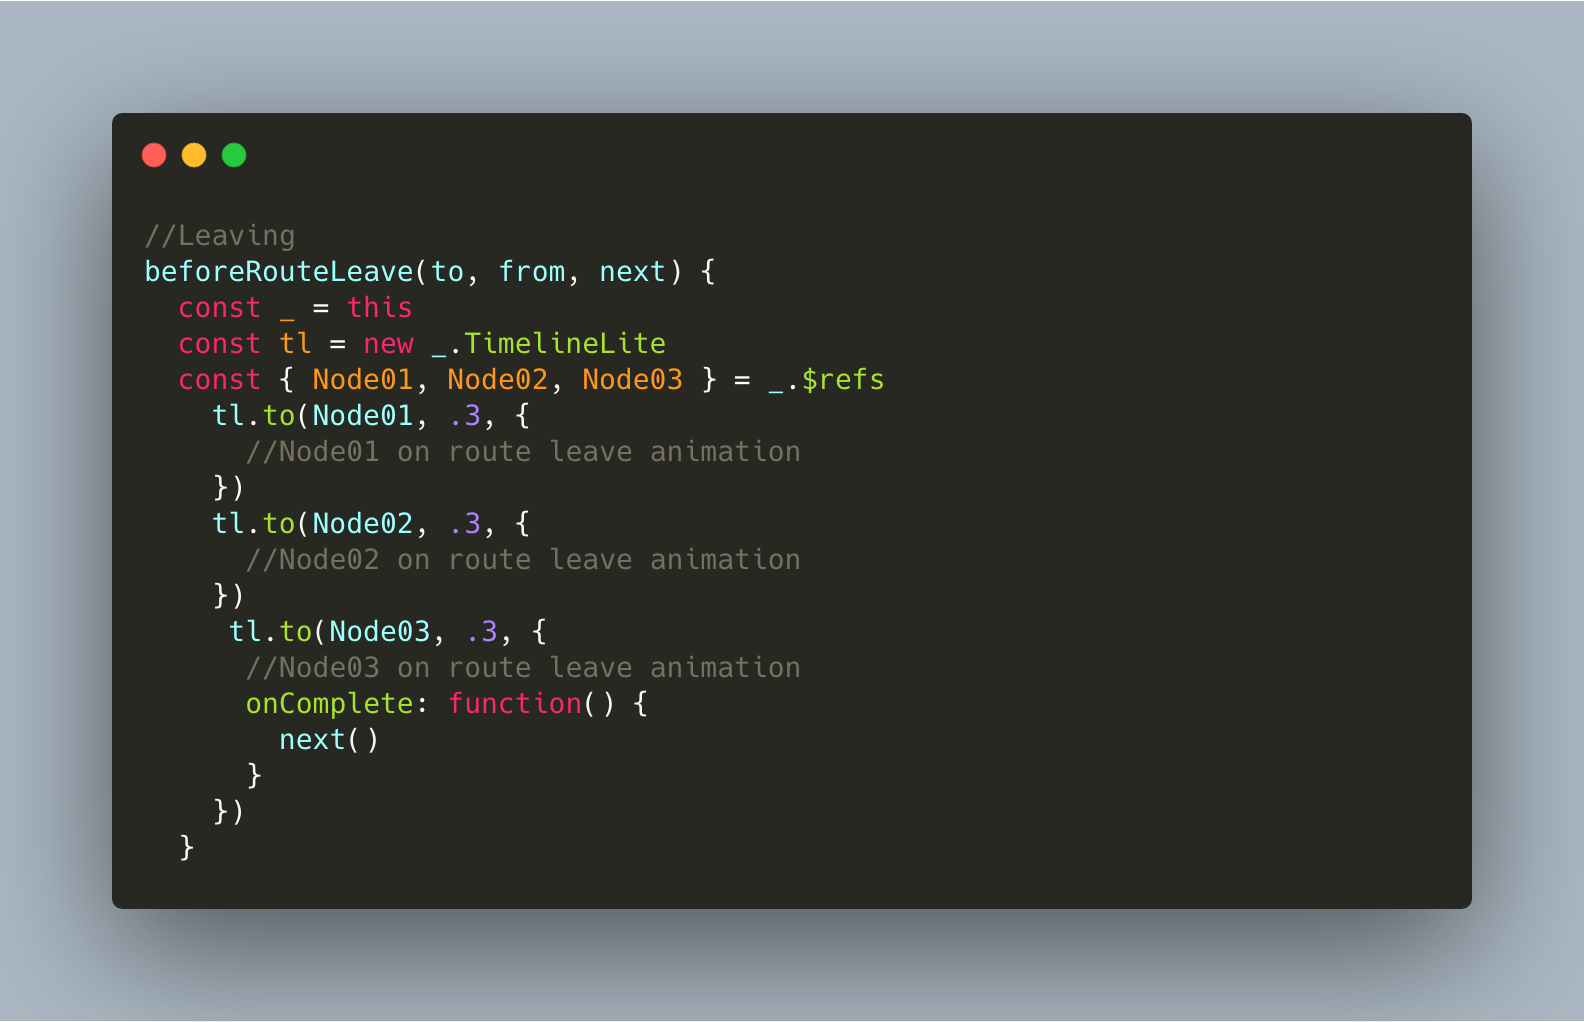 //Leaving
beforeRouteLeave(to, from, next) {
  const _ = this
  const tl = new _.TimelineLite
  const { Node01, Node02, Node03 } = _.$refs
    tl.to(Node01, .3, {
      //Node01 on route leave animation
    })
    tl.to(Node02, .3, {
      //Node02 on route leave animation
    })
     tl.to(Node03, .3, {
      //Node03 on route leave animation
      onComplete: function() {
        next()
      }
    })
  }